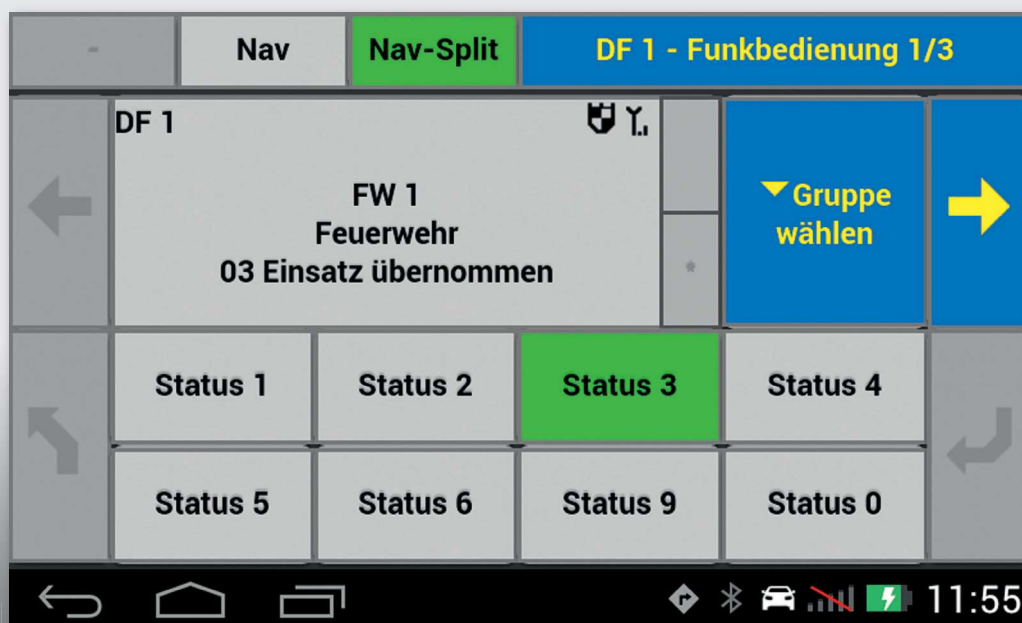 -
Nav
Nav-Split
DF 1 - Funkbedienung 1/3
DF 1
FW 1
Feuerwehr
03 Einsatz übernommen
*
Gruppe
wählen
Status 1
Status 2
Status 3
Status 4
Status 5
Status 6
Status 9
Status 0
11:55